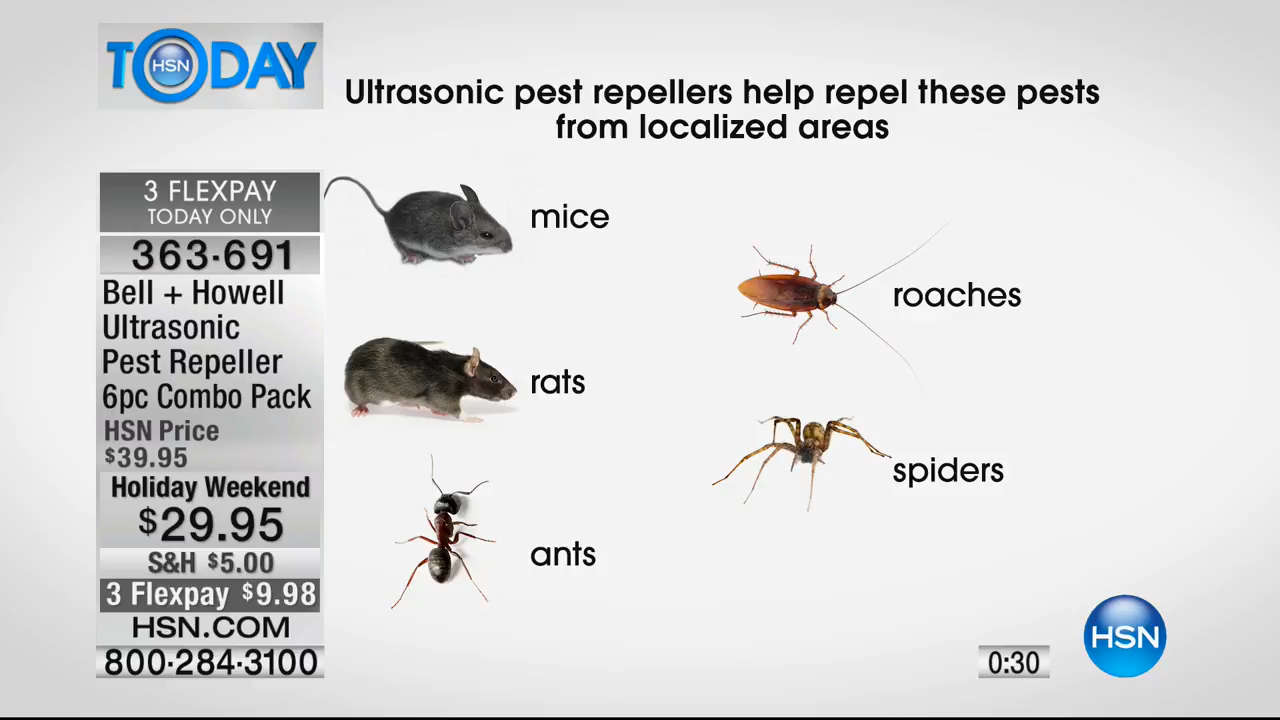 TODAY
HSN
Ultrasonic pest repellers help repel these pests
from localized areas
3 FLEXPAY
TODAY ONLY
363-691
Bell + Howell
Ultrasonic
Pest Repeller
6pc Combo Pack
HSN Price
$39.95
Holiday Weekend
$29.95
S&H $5.00
3 Flexpay $9.98
HSN.COM
800-284-3100
mice
rats
ants
roaches
spiders
0:30
HSN